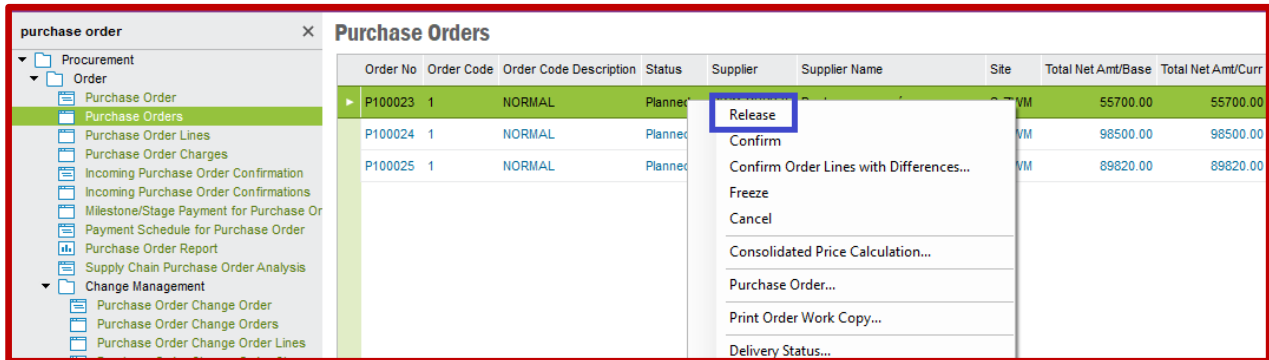 purchase order
Procurement
Order
Purchase Order
Purchase Orders
Purchase Order Lines
Purchase Order Charges
Incoming Purchase Order Confirmation
Incoming Purchase Order Confirmations
Milestone/Stage Payment for Purchase Or
Payment Schedule for Purchase Order
Purchase Order Report
Supply Chain Purchase Order Analysis
Change Management
Purchase Order Change Order
Purchase Order Change Orders
Purchase Order Change Order Lines
Purchase Orders
Order No Order Code Order Code Description Status Supplier Supplier Name Site Total Net Amt/Base Total Net Amt/Curr
P100023 1 NORMAL Planned 55700.00 55700.00
P100024 1 NORMAL Planned 98500.00 98500.00
P100025 1 NORMAL Planned 89820.00 89820.00
Release
Confirm
Confirm Order Lines with Differences...
Freeze
Cancel
Consolidated Price Calculation...
Purchase Order...
Print Order Work Copy...
Delivery Status...